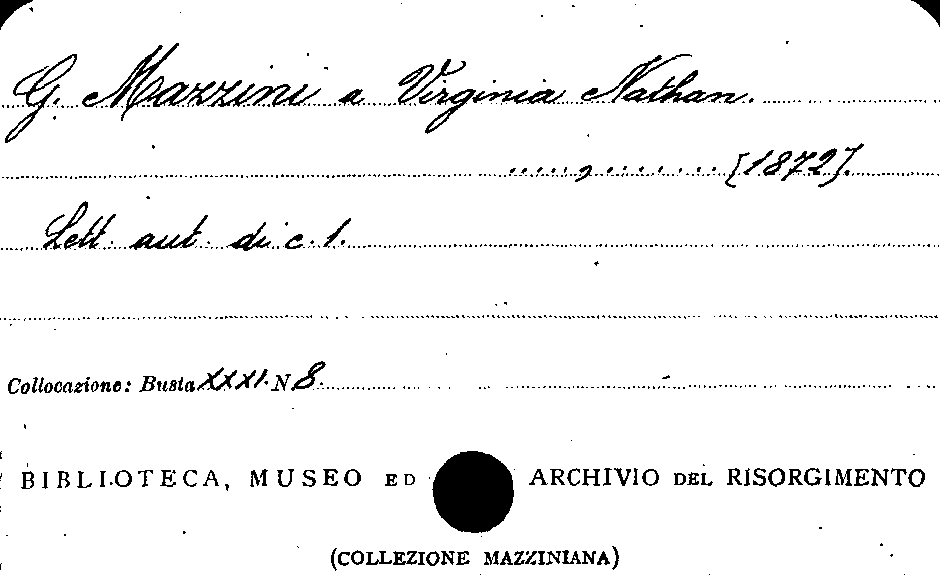 G. Mazzini a Virginia Nathan.
....., ........ [1872].
Lett. aut. di c. 1.
Collocazione: Busta XXXI. N 8.
BIBLIOTECA, MUSEO ED ARCHIVIO DEL RISORGIMENTO
(COLLEZIONE MAZZINIANA)